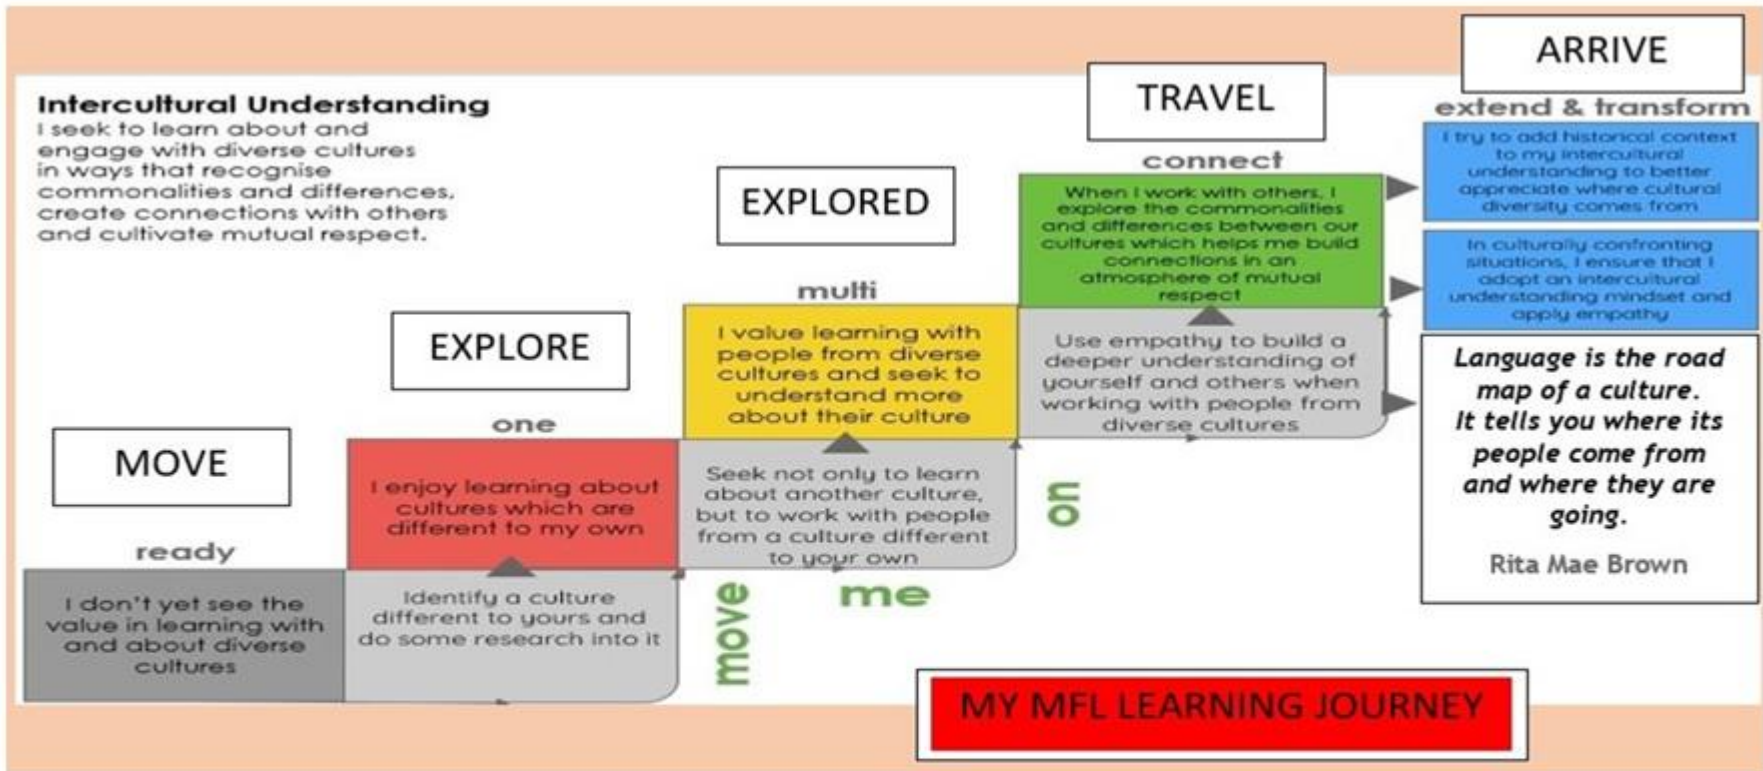 Intercultural Understanding
I seek to learn about and
engage with diverse cultures
in ways that recognise
commonalities and differences,
create connections with others
and cultivate mutual respect.
MOVE
ready
I don't yet see the
value in learning with
and about diverse
cultures
EXPLORE
one
I enjoy learning about
cultures which are
different to my own
Identify a culture
different to yours and
do some research into it
EXPLORED
multi
I value learning with
people from diverse
cultures and seek to
understand more
about their culture
Seek not only to learn
about another culture,
but to work with people
from a culture different
to your own
move
me
on
TRAVEL
connect
When I work with others, I
explore the commonalities
and differences between our
cultures which helps me build
connections in an
atmosphere of mutual
respect
Use empathy to build a
deeper understanding of
yourself and others when
working with people from
diverse cultures
ARRIVE
extend & transform
I try to add historical context
to my intercultural
understanding to better
appreciate where cultural
diversity comes from
In culturally confronting
situations, I ensure that I
adopt an intercultural
understanding mindset and
apply empathy
Language is the road
map of a culture.
It tells you where its
people come from
and where they are
going.
Rita Mae Brown
MY MFL LEARNING JOURNEY